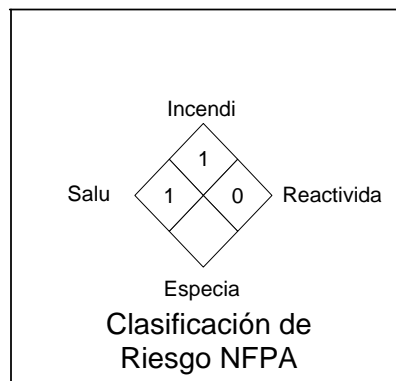 Incendi
1
Salu 1 0 Reactivida
Especia
Clasificación de
Riesgo NFPA